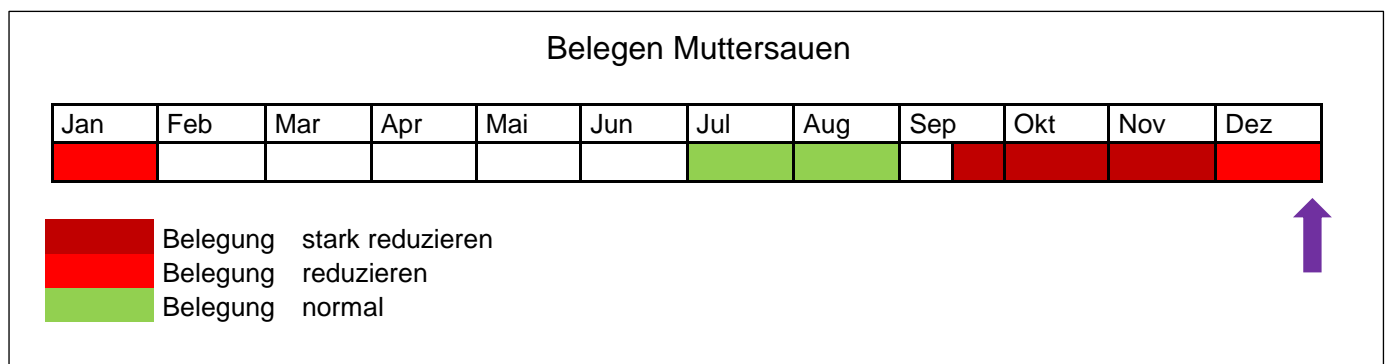 Belegen Muttersauen
Jan Feb Mar Apr Mai Jun Jul Aug Sep Okt Nov Dez
Belegung stark reduzieren
Belegung reduzieren
Belegung normal